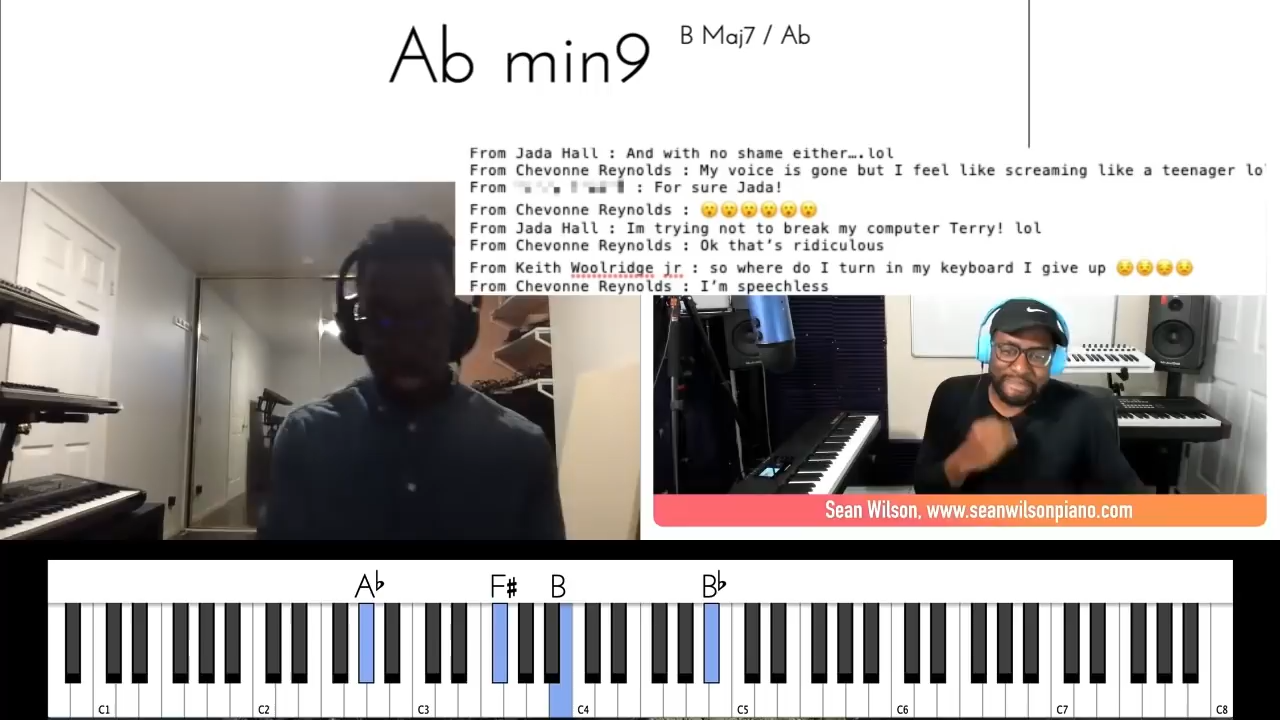 Ab min9
B Maj7 / Ab
From Jada Hall : And with no shame either….lol
From Chevonne Reynolds : My voice is gone but I feel like screaming like a teenager lo
From : For sure Jada!
From Chevonne Reynolds : 😮😮😮😮😮😮
From Jada Hall : Im trying not to break my computer Terry! lol
From Chevonne Reynolds : Ok that’s ridiculous
From Keith Woolridge jr : so where do I turn in my keyboard I give up 😣😣😣😣
From Chevonne Reynolds : I’m speechless
Sean Wilson, www.seanwilsonpiano.com
A♭ F♯ B B♭
C1 C2 C3 C4 C5 C6 C7 C8